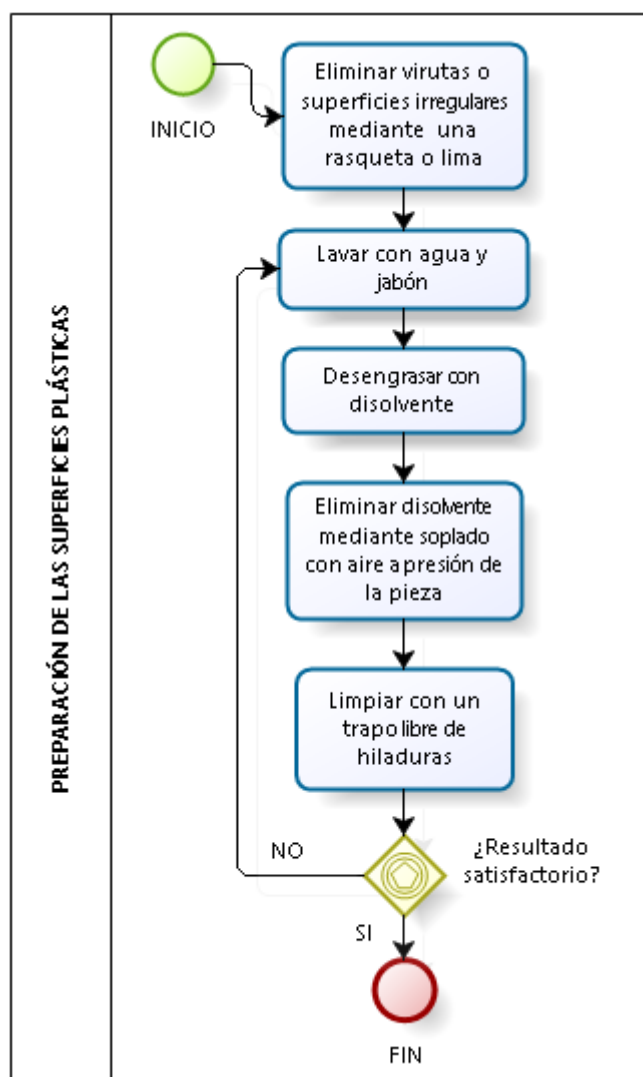 PREPARACIÓN DE LAS SUPERFICIES PLÁSTICAS
INICIO
Eliminar virutas o
superficies irregulares
mediante una
rasqueta o lima
Lavar con agua y
jabón
Desengrasar con
disolvente
Eliminar disolvente
mediante soplado
con aire a presión de
la pieza
Limpiar con un
trapo libre de
hiladuras
NO
¿Resultado
satisfactorio?
SI
FIN